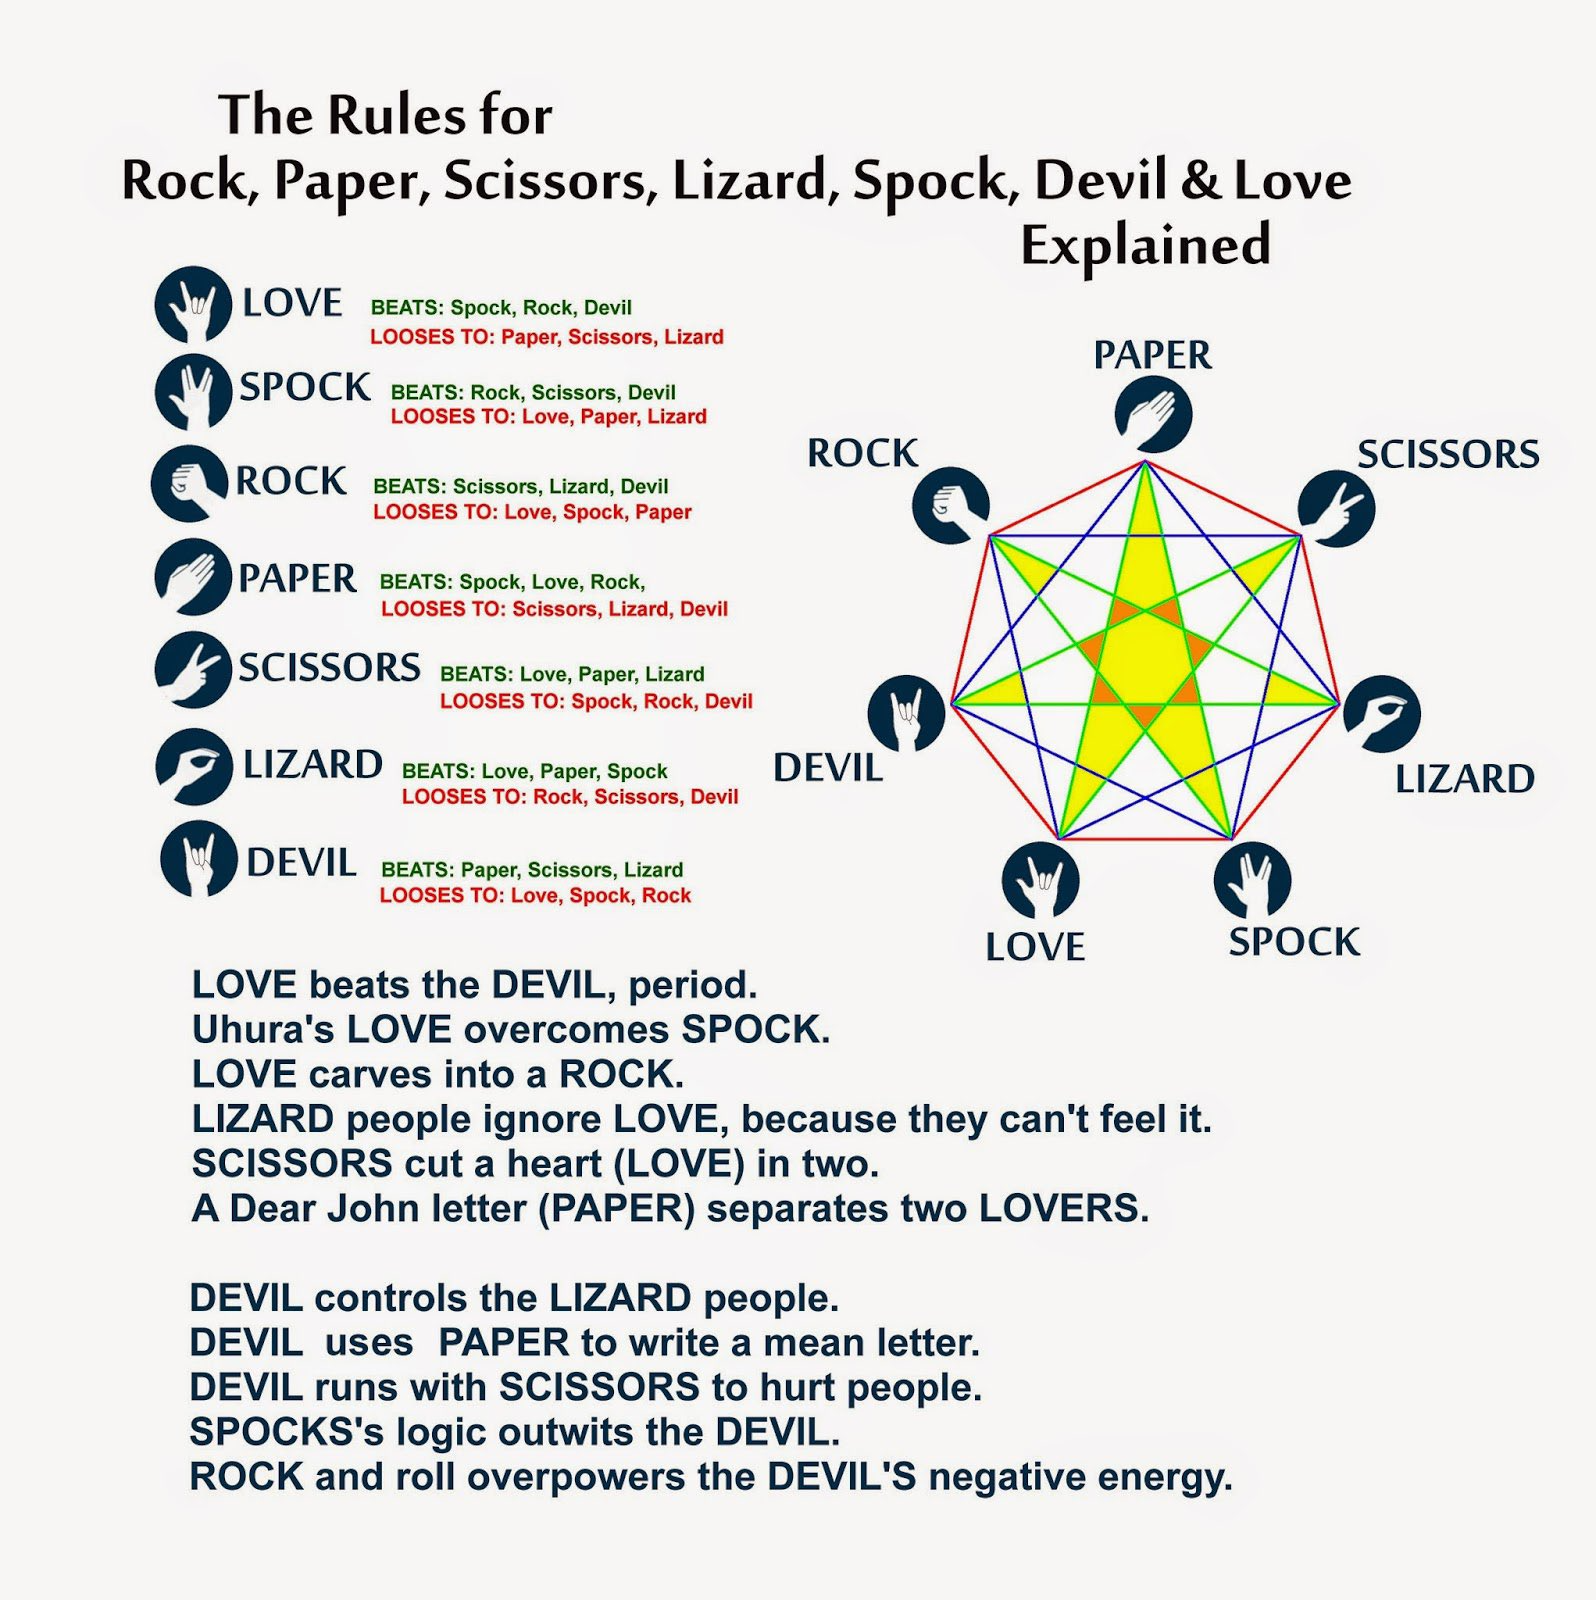 The Rules for
Rock, Paper, Scissors, Lizard, Spock, Devil & Love
Explained
LOVE BEATS: Spock, Rock, Devil
LOOSES TO: Paper, Scissors, Lizard
SPOCK BEATS: Rock, Scissors, Devil
LOOSES TO: Love, Paper, Lizard
ROCK BEATS: Scissors, Lizard, Devil
LOOSES TO: Love, Spock, Paper
PAPER BEATS: Spock, Love, Rock,
LOOSES TO: Scissors, Lizard, Devil
SCISSORS BEATS: Love, Paper, Lizard
LOOSES TO: Spock, Rock, Devil
LIZARD BEATS: Love, Paper, Spock
LOOSES TO: Rock, Scissors, Devil
DEVIL BEATS: Paper, Scissors, Lizard
LOOSES TO: Love, Spock, Rock
PAPER
ROCK
SCISSORS
DEVIL
LIZARD
LOVE
SPOCK
LOVE beats the DEVIL, period.
Uhura's LOVE overcomes SPOCK.
LOVE carves into a ROCK.
LIZARD people ignore LOVE, because they can't feel it.
SCISSORS cut a heart (LOVE) in two.
A Dear John letter (PAPER) separates two LOVERS.
DEVIL controls the LIZARD people.
DEVIL uses PAPER to write a mean letter.
DEVIL runs with SCISSORS to hurt people.
SPOCKS's logic outwits the DEVIL.
ROCK and roll overpowers the DEVIL'S negative energy.